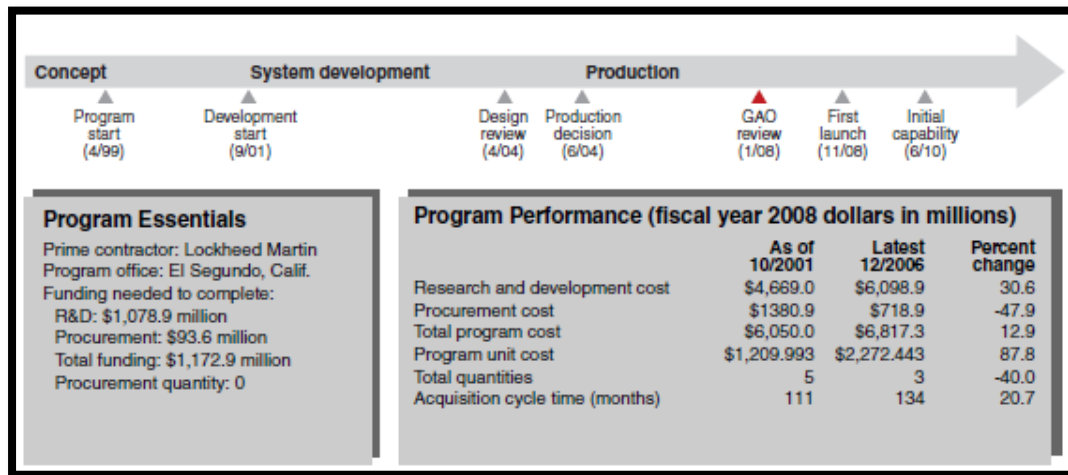 Concept System development Production
Program start (4/99)
Development start (9/01)
Design review (4/04)
Production decision (6/04)
GAO review (1/08)
First launch (11/08)
Initial capability (6/10)
Program Essentials
Prime contractor: Lockheed Martin
Program office: El Segundo, Calif.
Funding needed to complete:
R&D: $1,078.9 million
Procurement: $93.6 million
Total funding: $1,172.9 million
Procurement quantity: 0
Program Performance (fiscal year 2008 dollars in millions)
As of 10/2001 Latest 12/2006 Percent change
Research and development cost $4,669.0 $6,098.9 30.6
Procurement cost $1380.9 $718.9 -47.9
Total program cost $6,050.0 $6,817.3 12.9
Program unit cost $1,209.993 $2,272.443 87.8
Total quantities 5 3 -40.0
Acquisition cycle time (months) 111 134 20.7